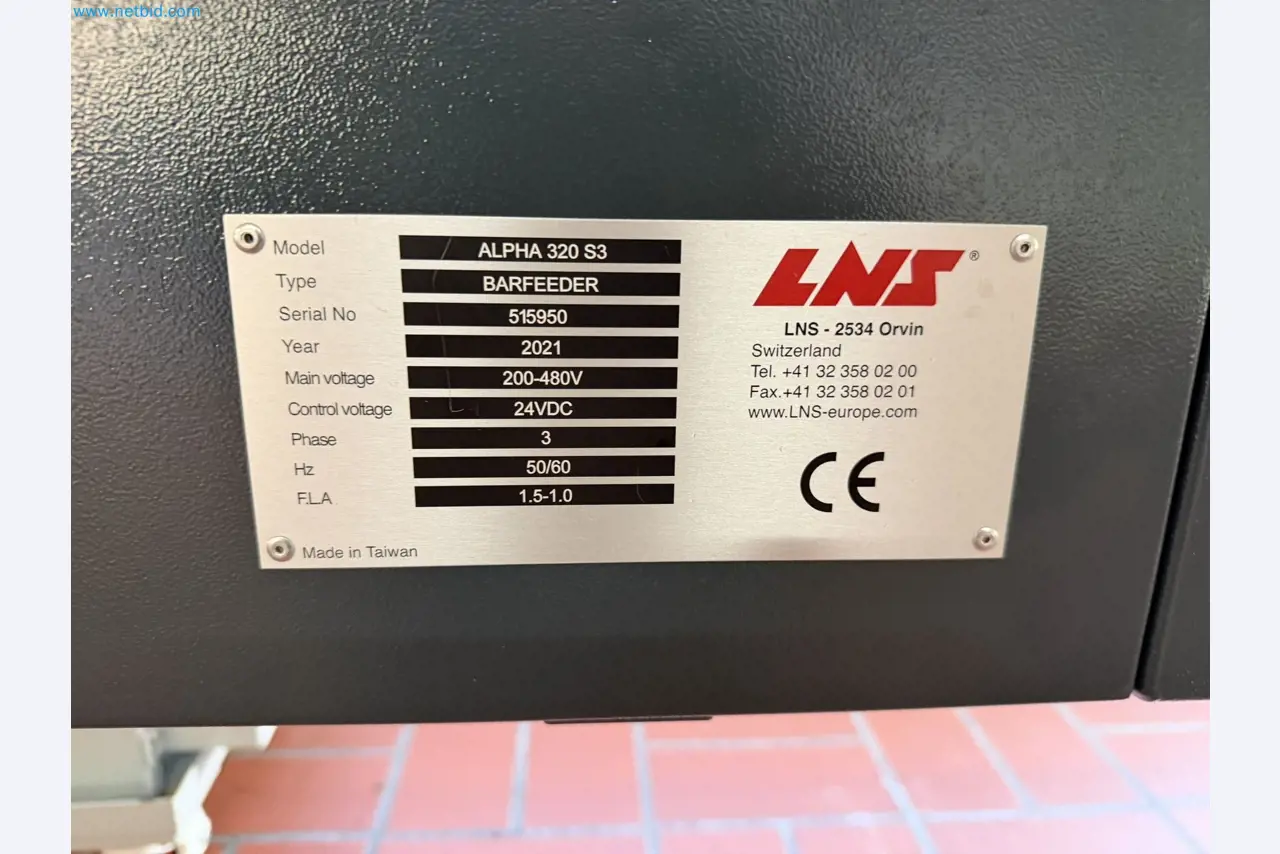 www.netbid.com
Model ALPHA 320 S3
Type BARFEEDER
Serial No 515950
Year 2021
Main voltage 200-480V
Control voltage 24VDC
Phase 3
Hz 50/60
F.L.A 1.5-1.0
Made in Taiwan
LNS®
LNS - 2534 Orvin
Switzerland
Tel. +41 32 358 02 00
Fax.+41 32 358 02 01
www.LNS-europe.com
CE